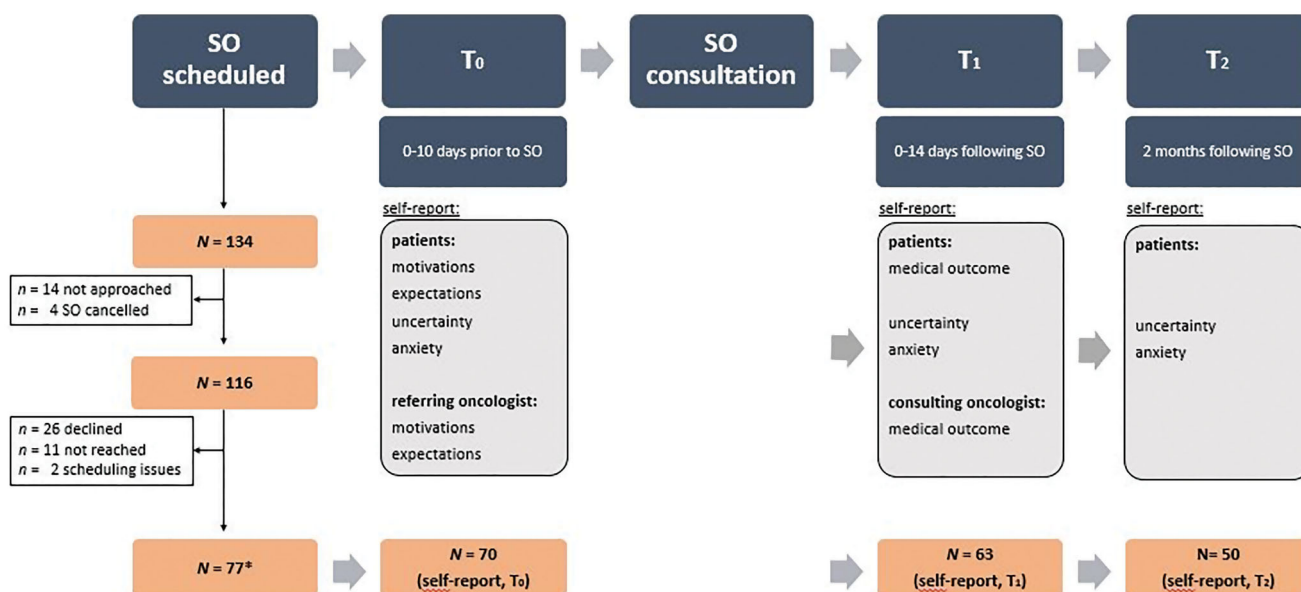 SO
scheduled
T₀
SO
consultation
T₁
T₂
0-10 days prior to SO
0-14 days following SO
2 months following SO
self-report:
patients:
motivations
expectations
uncertainty
anxiety
referring oncologist:
motivations
expectations
self-report:
patients:
medical outcome
uncertainty
anxiety
consulting oncologist:
medical outcome
self-report:
patients:
uncertainty
anxiety
N = 134
n = 14 not approached
n = 4 SO cancelled
N = 116
n = 26 declined
n = 11 not reached
n = 2 scheduling issues
N = 77*
N = 70
(self-report, T₀)
N = 63
(self-report, T₁)
N= 50
(self-report, T₂)